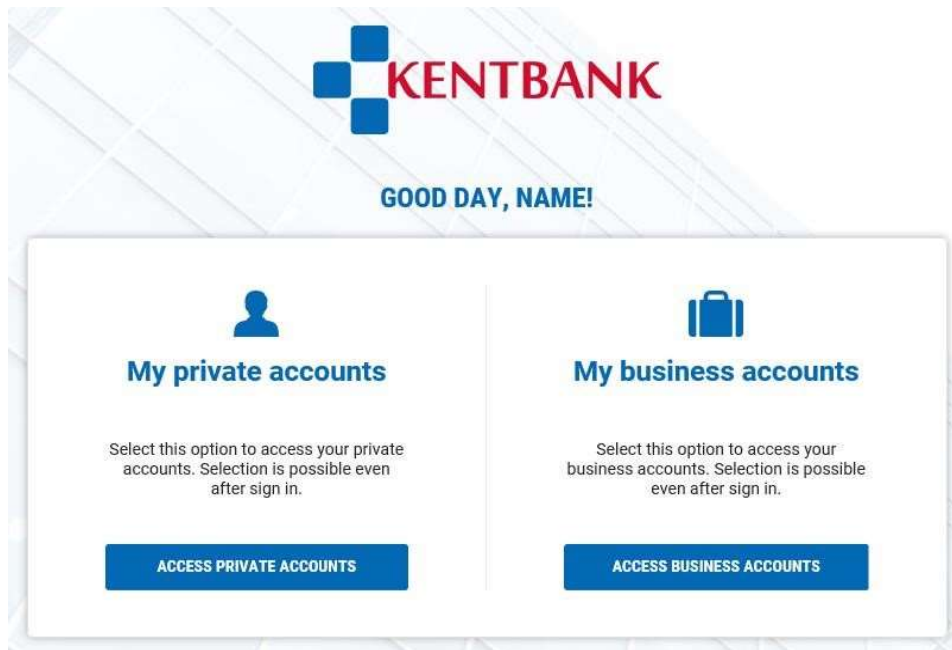 KENTBANK
GOOD DAY, NAME!
My private accounts
Select this option to access your private
accounts. Selection is possible even
after sign in.
ACCESS PRIVATE ACCOUNTS
My business accounts
Select this option to access your
business accounts. Selection is possible
even after sign in.
ACCESS BUSINESS ACCOUNTS